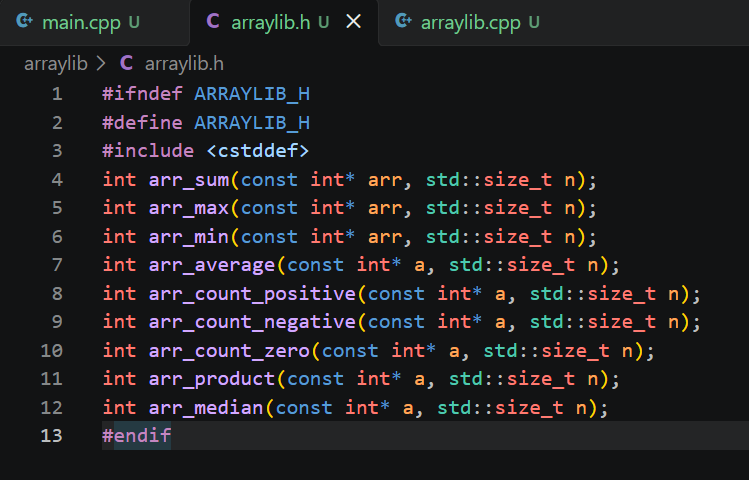 main.cpp U arraylib.h U arraylib.cpp U
arraylib > C arraylib.h
1 #ifndef ARRAYLIB_H
2 #define ARRAYLIB_H
3 #include <cstddef>
4 int arr_sum(const int* arr, std::size_t n);
5 int arr_max(const int* arr, std::size_t n);
6 int arr_min(const int* arr, std::size_t n);
7 int arr_average(const int* a, std::size_t n);
8 int arr_count_positive(const int* a, std::size_t n);
9 int arr_count_negative(const int* a, std::size_t n);
10 int arr_count_zero(const int* a, std::size_t n);
11 int arr_product(const int* a, std::size_t n);
12 int arr_median(const int* a, std::size_t n);
13 #endif